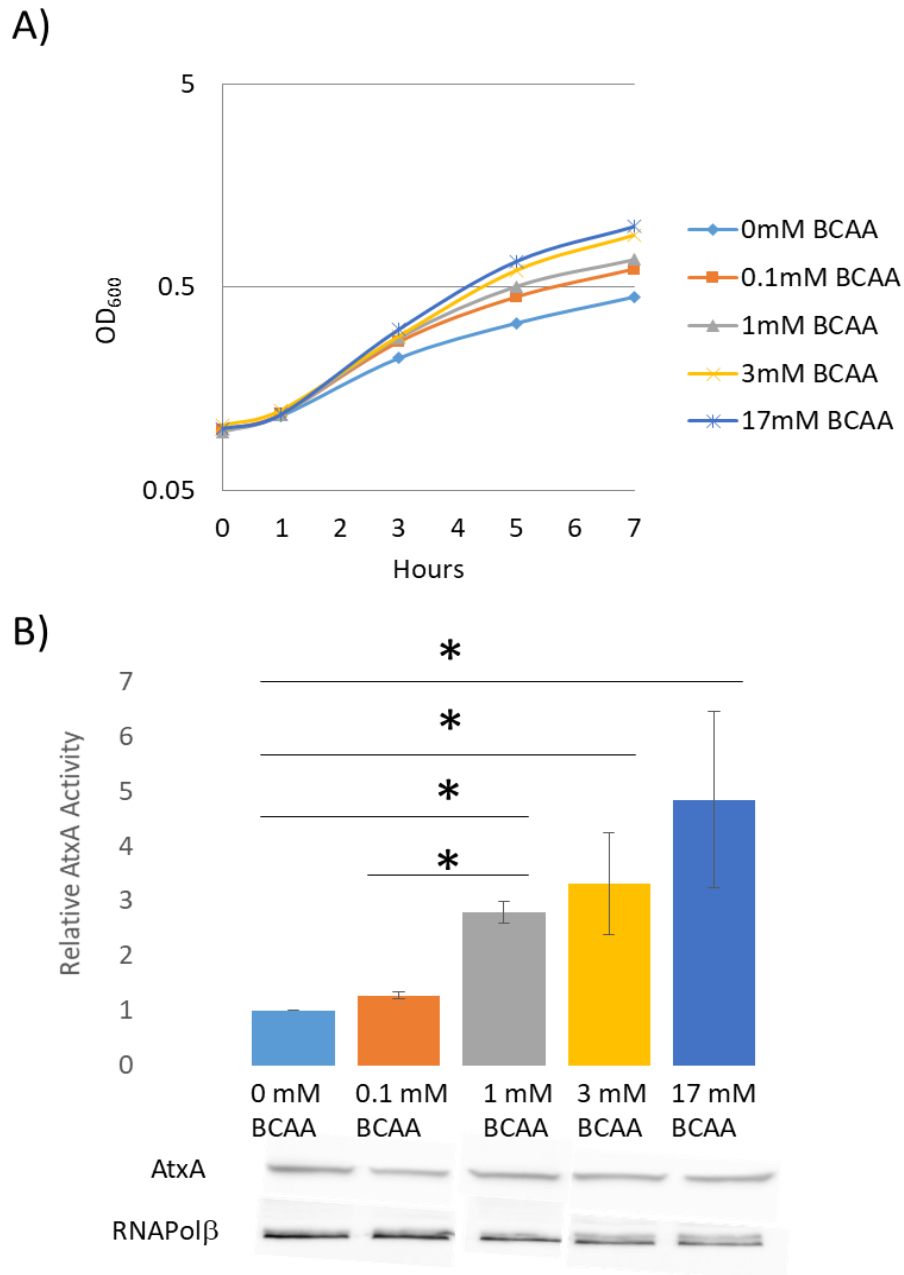 A)
5
0.5
0.05
OD600
0 1 2 3 4 5 6 7
Hours
0mM BCAA
0.1mM BCAA
1mM BCAA
3mM BCAA
17mM BCAA
B)
*
*
*
*
7
6
5
4
3
2
1
0
Relative AtxA Activity
0 mM BCAA
0.1 mM BCAA
1 mM BCAA
3 mM BCAA
17 mM BCAA
AtxA
RNAPolβ